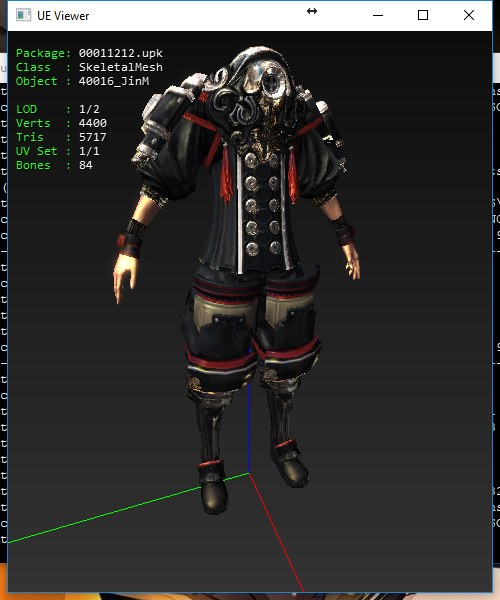 UE Viewer
Package: 00011212.upk
Class : SkeletalMesh
Object : 40016_JinM
LOD : 1/2
Verts : 4400
Tris : 5717
UV Set : 1/1
Bones : 84